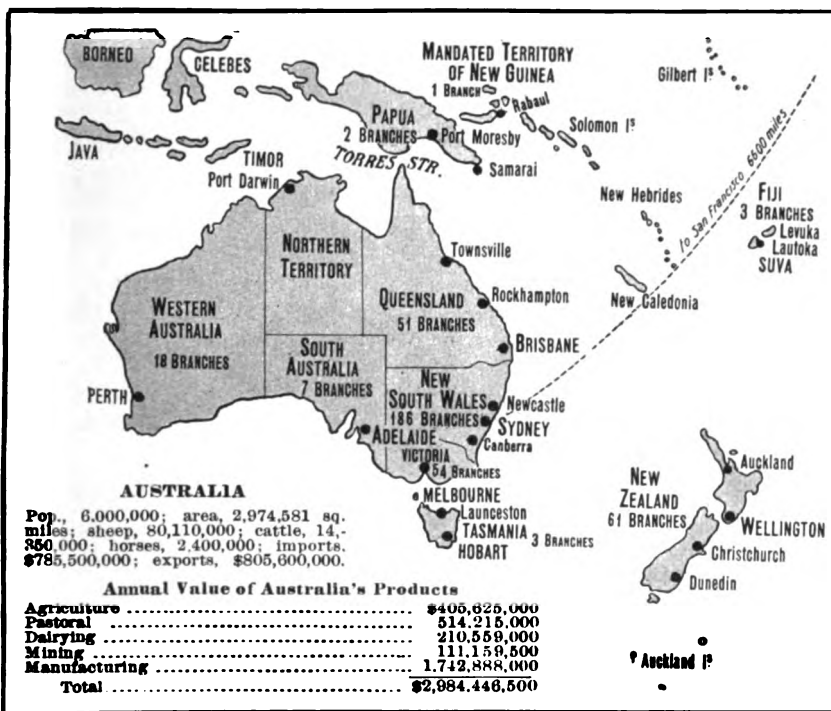 BORNEO
CELEBES
MANDATED TERRITORY
OF NEW GUINEA
1 BRANCH
Rabaul
Gilbert Is
PAPUA
2 BRANCHES
Port Moresby
Solomon Is
JAVA
TIMOR
TORRES STR.
Samarai
Port Darwin
to San Francisco 6600 miles
New Hebrides
FIJI
3 BRANCHES
Levuka
Lautoka
SUVA
NORTHERN
TERRITORY
Townsville
WESTERN
AUSTRALIA
18 BRANCHES
QUEENSLAND
51 BRANCHES
Rockhampton
New Caledonia
SOUTH
AUSTRALIA
7 BRANCHES
BRISBANE
PERTH
NEW
SOUTH WALES
186 BRANCHES
Newcastle
SYDNEY
ADELAIDE
Canberra
VICTORIA
54 BRANCHES
MELBOURNE
Launceston
TASMANIA
3 BRANCHES
HOBART
Auckland
NEW
ZEALAND
61 BRANCHES
WELLINGTON
Christchurch
Dunedin
Auckland Is
AUSTRALIA
Pop., 6,000,000; area, 2,974,581 sq.
miles; sheep, 80,110,000; cattle, 14,-
350,000; horses, 2,400,000; imports.
$785,500,000; exports, $805,600,000.
Annual Value of Australia's Products
Agriculture .......... $405,625,000
Pastoral .......... 514,215,000
Dairying .......... 210,559,000
Mining .......... 111,159,500
Manufacturing .......... 1,742,888,000
Total .......... $2,984,446,500